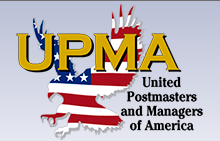 UPMA
United
Postmasters
and Managers
of America